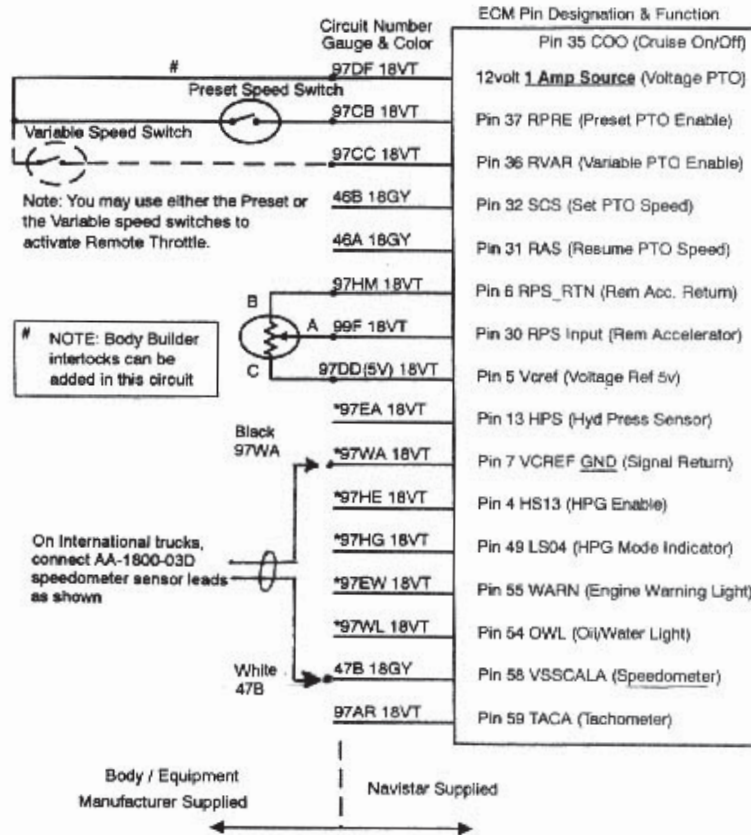 ECM Pin Designation & Function
Circuit Number
Gauge & Color
Pin 35 COO (Cruise On/Off)
#
97DF 18VT
12volt 1 Amp Source (Voltage PTO)
Preset Speed Switch
97CB 18VT
Pin 37 RPRE (Preset PTO Enable)
Variable Speed Switch
97CC 18VT
Pin 36 RVAR (Variable PTO Enable)
Note: You may use either the Preset or
the Variable speed switches to
activate Remote Throttle.
46B 18GY
Pin 32 SCS (Set PTO Speed)
46A 18GY
Pin 31 RAS (Resume PTO Speed)
97HM 18VT
Pin 6 RPS_RTN (Rem Acc. Return)
B
A
99F 18VT
Pin 30 RPS Input (Rem Accelerator)
C
97DD(5V) 18VT
Pin 5 Vcref (Voltage Ref 5v)
# NOTE: Body Builder
interlocks can be
added in this circuit
*97EA 18VT
Pin 13 HPS (Hyd Press Sensor)
Black
97WA
*97WA 18VT
Pin 7 VCREF GND (Signal Return)
*97HE 18VT
Pin 4 HS13 (HPG Enable)
On International trucks,
connect AA-1800-03D
speedometer sensor leads
as shown
*97HG 18VT
Pin 49 LS04 (HPG Mode Indicator)
*97EW 18VT
Pin 55 WARN (Engine Warning Light)
*97WL 18VT
Pin 54 OWL (Oil/Water Light)
White
47B
47B 18GY
Pin 58 VSSCALA (Speedometer)
97AR 18VT
Pin 59 TACA (Tachometer)
Body / Equipment
Manufacturer Supplied
Navistar Supplied